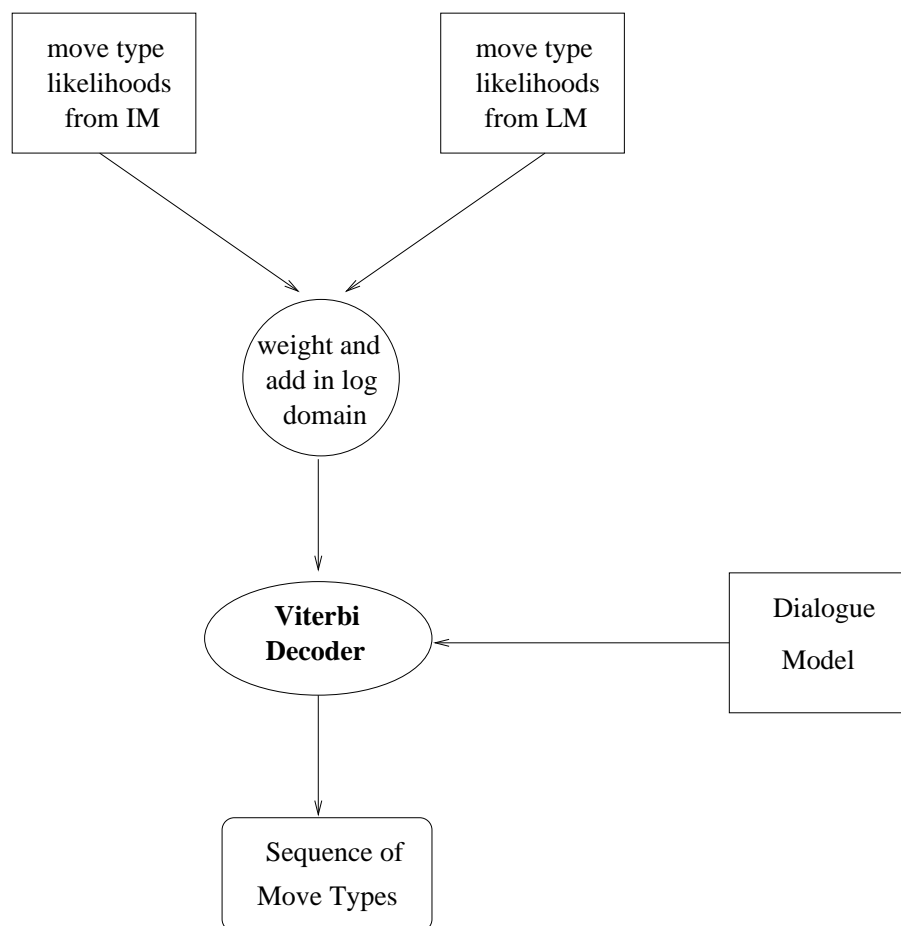 move type
likelihoods
from IM
move type
likelihoods
from LM
weight and
add in log
domain
Viterbi
Decoder
Dialogue
Model
Sequence of
Move Types